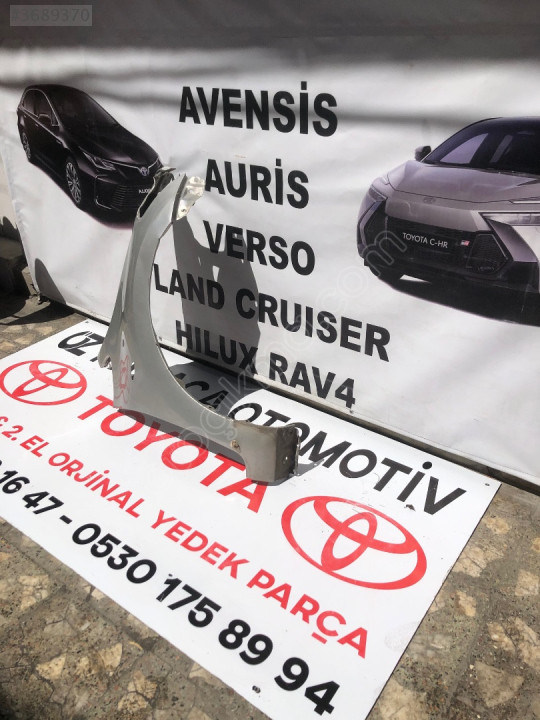 3689370
AVENSİS
AURİS
VERSO
LAND CRUISER
HILUX RAV4
TOYOTA C-HR
OTOMOTİV
TOYOTA
2. EL ORJİNAL YEDEK PARÇA
16 47 - 0530 175 89 94